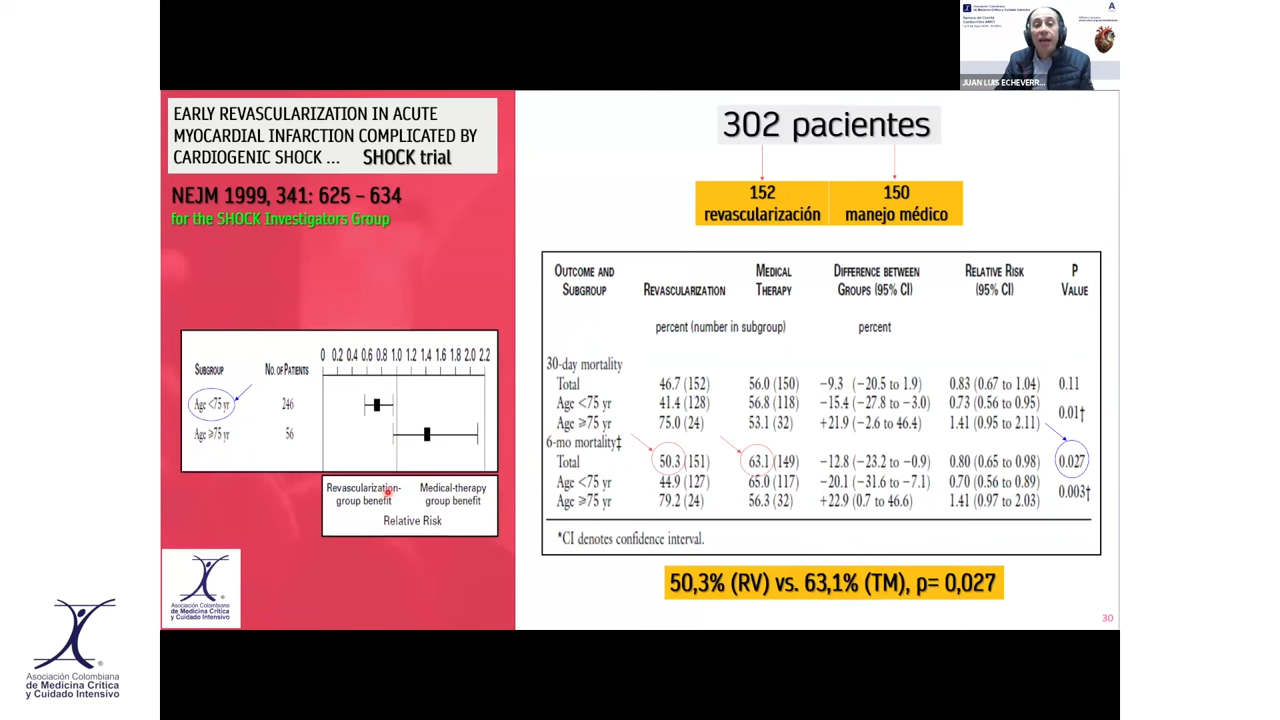 Asociación Colombiana
de Medicina Crítica y Cuidado Intensivo
JUAN LUIS ECHEVERR...
EARLY REVASCULARIZATION IN ACUTE
MYOCARDIAL INFARCTION COMPLICATED BY
CARDIOGENIC SHOCK ... SHOCK trial
NEJM 1999, 341: 625 – 634
for the SHOCK Investigators Group
SUBGROUP NO. OF PATIENTS 0 0.2 0.4 0.6 0.8 1.0 1.2 1.4 1.6 1.8 2.0 2.2
Age <75 yr 246
Age ⩾75 yr 56
Revascularization- Medical-therapy
group benefit group benefit
Relative Risk
302 pacientes
152 150
revascularización manejo médico
OUTCOME AND SUBGROUP REVASCULARIZATION MEDICAL THERAPY DIFFERENCE BETWEEN GROUPS (95% CI) RELATIVE RISK (95% CI) P VALUE
percent (number in subgroup) percent
30-day mortality
Total 46.7 (152) 56.0 (150) −9.3 (−20.5 to 1.9) 0.83 (0.67 to 1.04) 0.11
Age <75 yr 41.4 (128) 56.8 (118) −15.4 (−27.8 to −3.0) 0.73 (0.56 to 0.95) 0.01†
Age ⩾75 yr 75.0 (24) 53.1 (32) +21.9 (−2.6 to 46.4) 1.41 (0.95 to 2.11)
6-mo mortality‡
Total 50.3 (151) 63.1 (149) −12.8 (−23.2 to −0.9) 0.80 (0.65 to 0.98) 0.027
Age <75 yr 44.9 (127) 65.0 (117) −20.1 (−31.6 to −7.1) 0.70 (0.56 to 0.89) 0.003†
Age ⩾75 yr 79.2 (24) 56.3 (32) +22.9 (0.7 to 46.6) 1.41 (0.97 to 2.03)
*CI denotes confidence interval.
50,3% (RV) vs. 63,1% (TM), p= 0,027
30
Asociación Colombiana
de Medicina Crítica
y Cuidado Intensivo
Asociación Colombiana
de Medicina Crítica
y Cuidado Intensivo